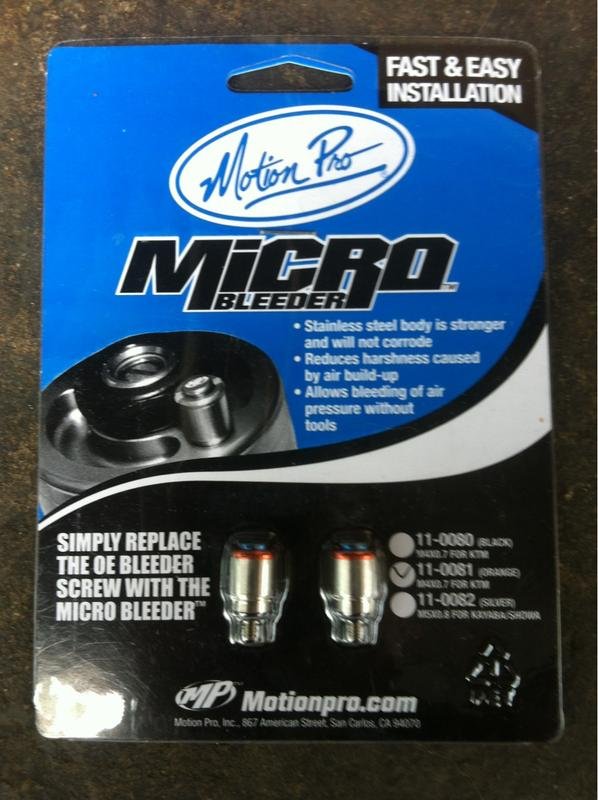 FAST & EASY
INSTALLATION
Motion Pro
MiCRO
BLEEDER™
• Stainless steel body is stronger
and will not corrode
• Reduces harshness caused
by air build-up
• Allows bleeding of air
pressure without
tools
SIMPLY REPLACE
THE OE BLEEDER
SCREW WITH THE
MICRO BLEEDER™
11-0080 (BLACK)
M4X0.7 FOR KTM
11-0081 (ORANGE)
M4X0.7 FOR KTM
11-0082 (SILVER)
M5X0.8 FOR KAYABA/SHOWA
MP Motionpro.com
Motion Pro, Inc., 867 American Street, San Carlos, CA 94070